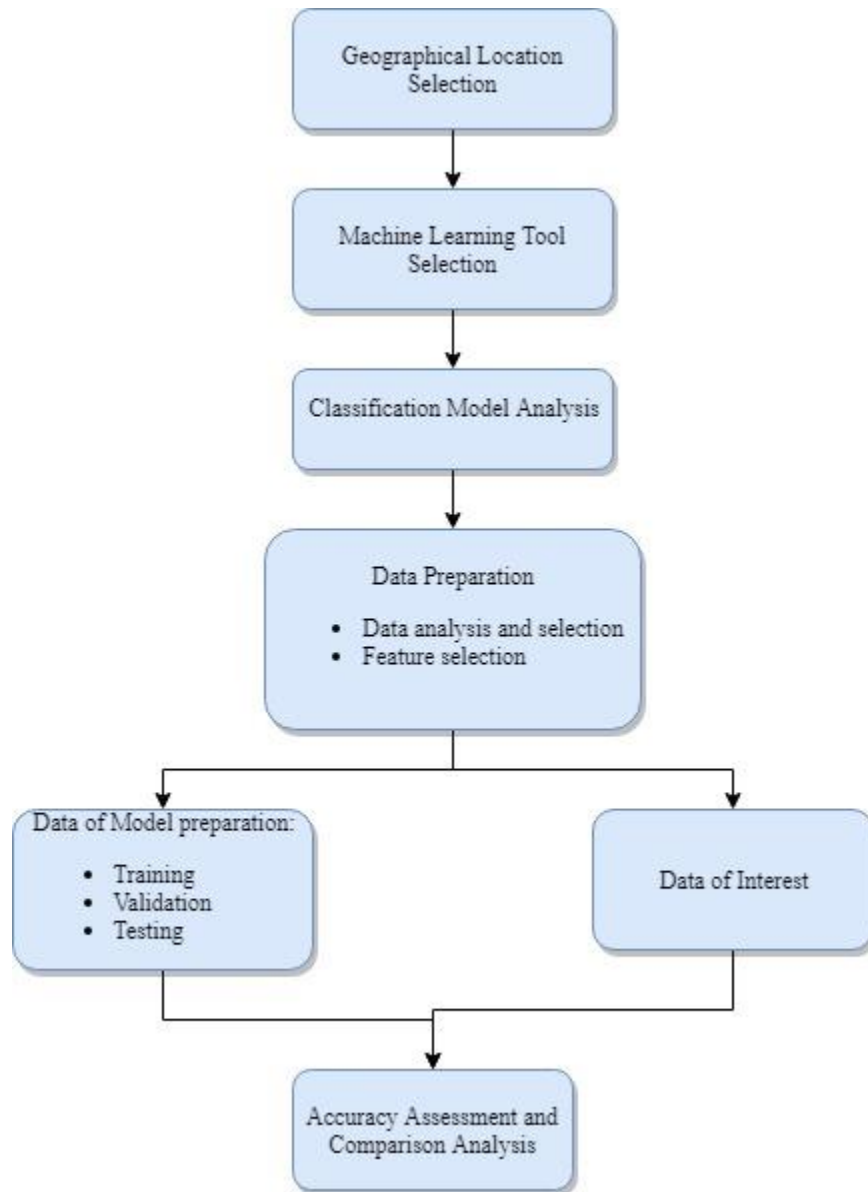 Geographical Location
Selection
Machine Learning Tool
Selection
Classification Model Analysis
Data Preparation
• Data analysis and selection
• Feature selection
Data of Model preparation:
• Training
• Validation
• Testing
Data of Interest
Accuracy Assessment and
Comparison Analysis